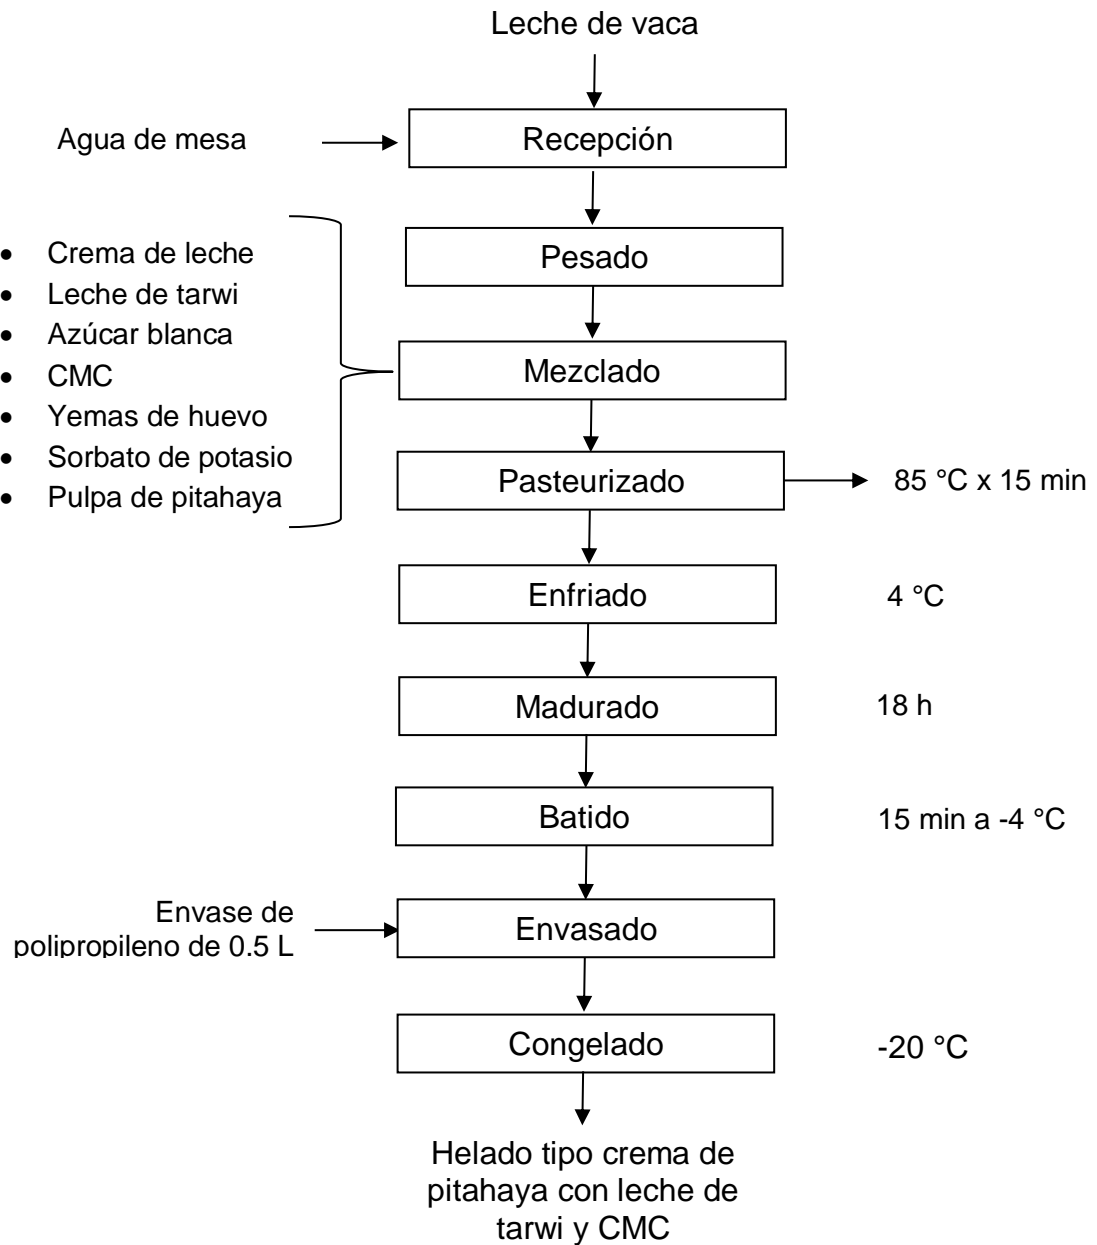 Leche de vaca
Agua de mesa
Recepción
Pesado
• Crema de leche
• Leche de tarwi
• Azúcar blanca
• CMC
• Yemas de huevo
• Sorbato de potasio
• Pulpa de pitahaya
Mezclado
Pasteurizado
85 °C x 15 min
Enfriado
4 °C
Madurado
18 h
Batido
15 min a -4 °C
Envase de
polipropileno de 0.5 L
Envasado
Congelado
-20 °C
Helado tipo crema de
pitahaya con leche de
tarwi y CMC